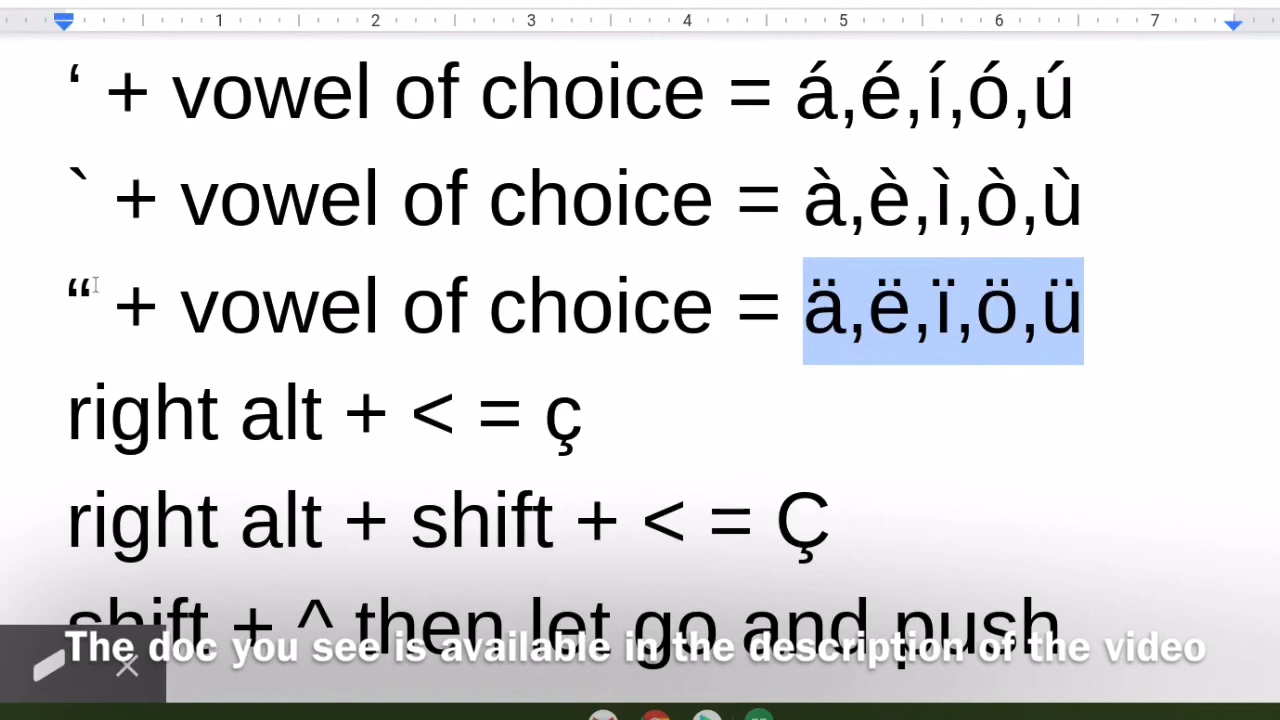 1 2 3 4 5 6 7
‘ + vowel of choice = á,é,í,ó,ú
` + vowel of choice = à,è,ì,ò,ù
“ + vowel of choice = ä,ë,ï,ö,ü
right alt + < = ç
right alt + shift + < = Ç
shift + ^ then let go and push
The doc you see is available in the description of the video